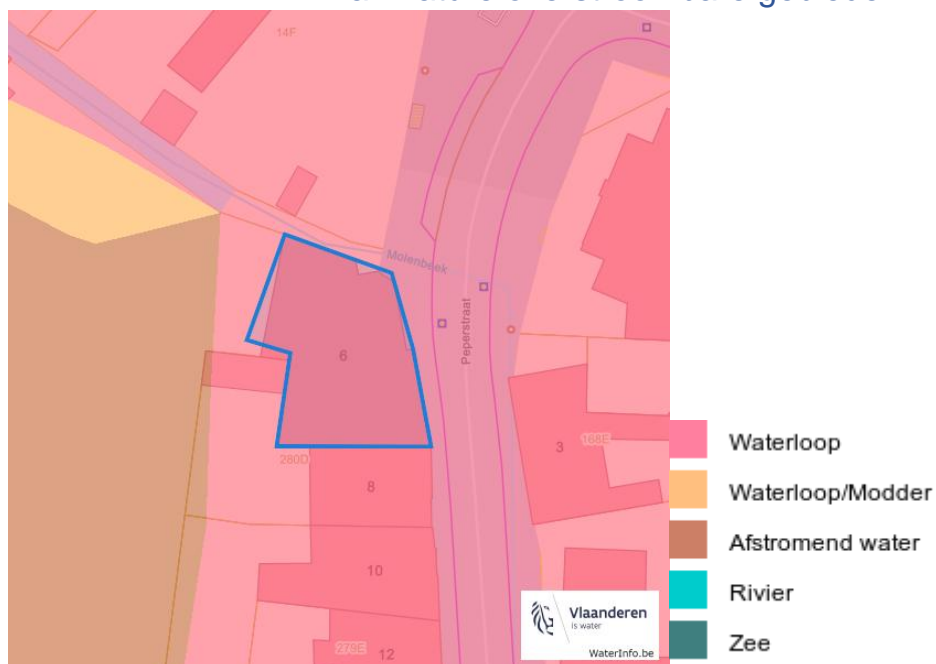 14F
Molenbeek
Peperstraat
6
3
168E
280D
8
10
279E
12
Vlaanderen
is water
WaterInfo.be
Waterloop
Waterloop/Modder
Afstromend water
Rivier
Zee